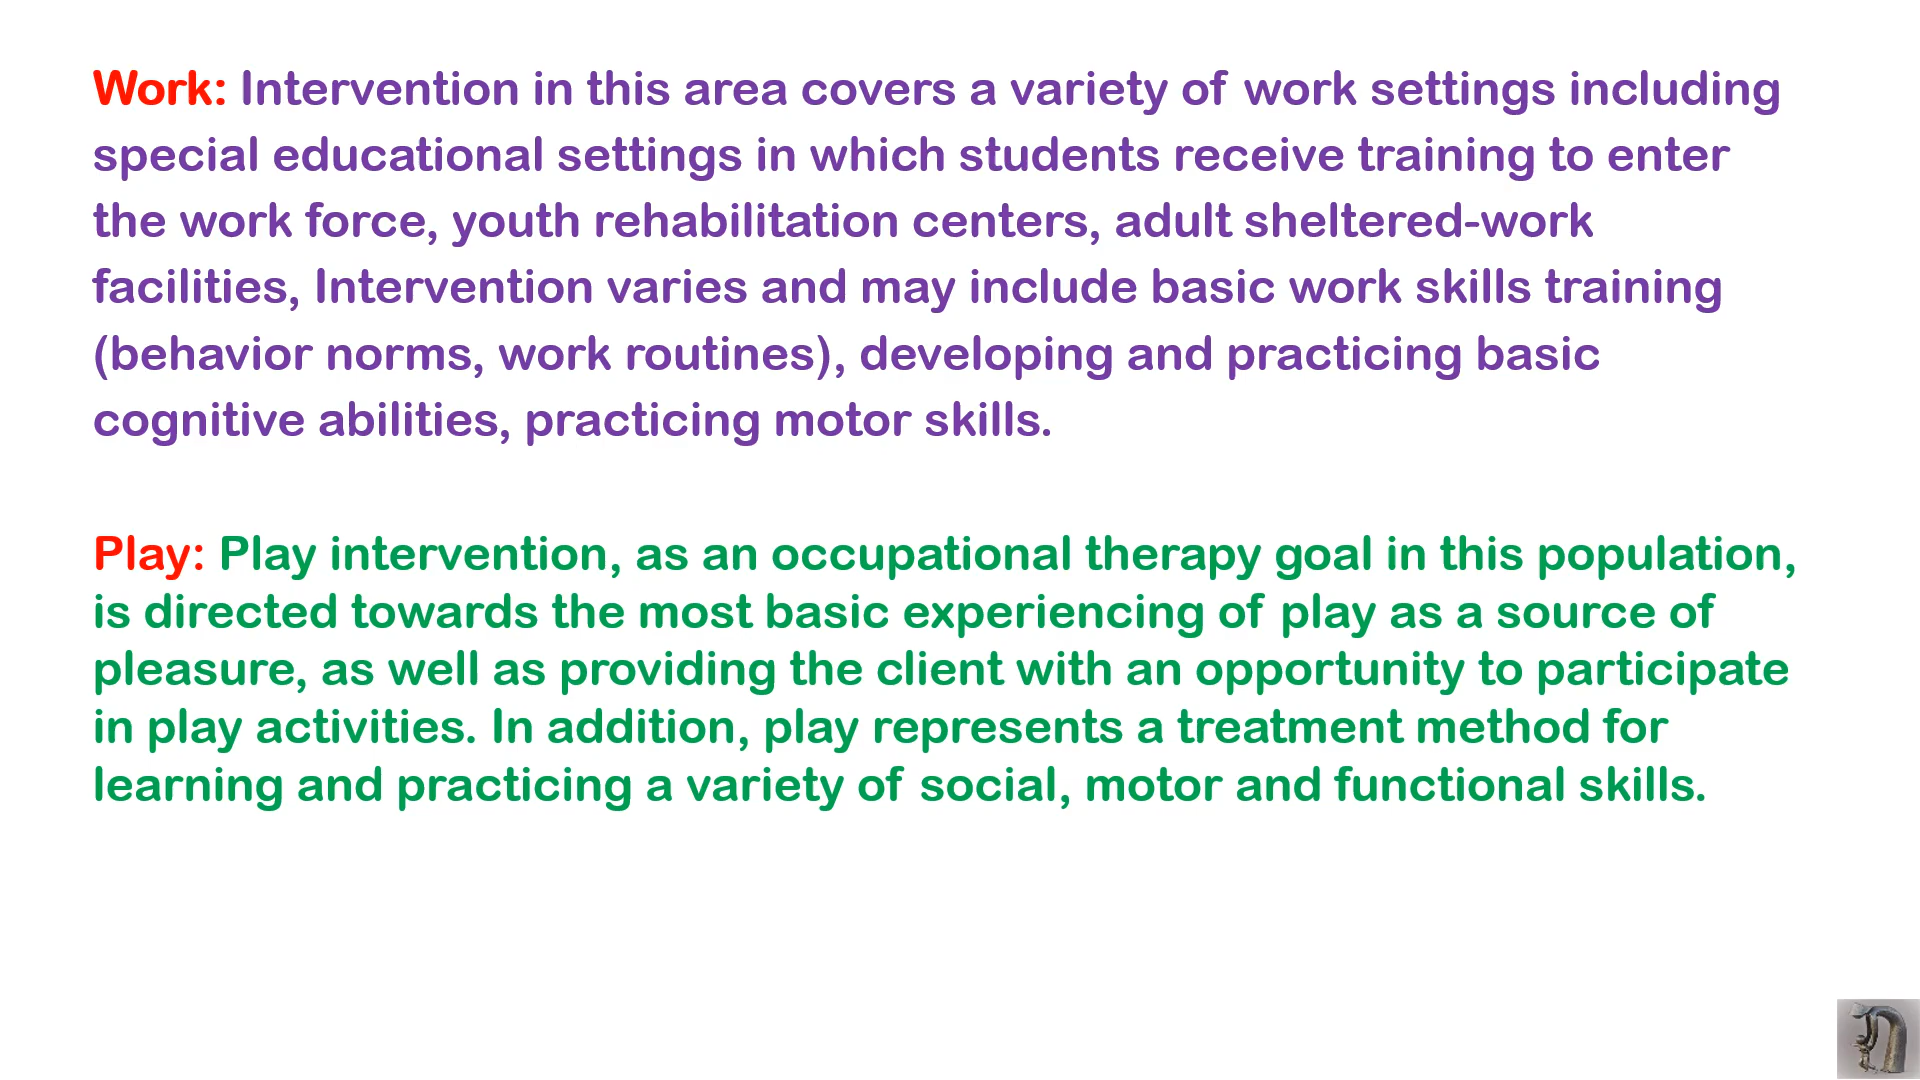 Work: Intervention in this area covers a variety of work settings including
special educational settings in which students receive training to enter
the work force, youth rehabilitation centers, adult sheltered-work
facilities, Intervention varies and may include basic work skills training
(behavior norms, work routines), developing and practicing basic
cognitive abilities, practicing motor skills.
Play: Play intervention, as an occupational therapy goal in this population,
is directed towards the most basic experiencing of play as a source of
pleasure, as well as providing the client with an opportunity to participate
in play activities. In addition, play represents a treatment method for
learning and practicing a variety of social, motor and functional skills.